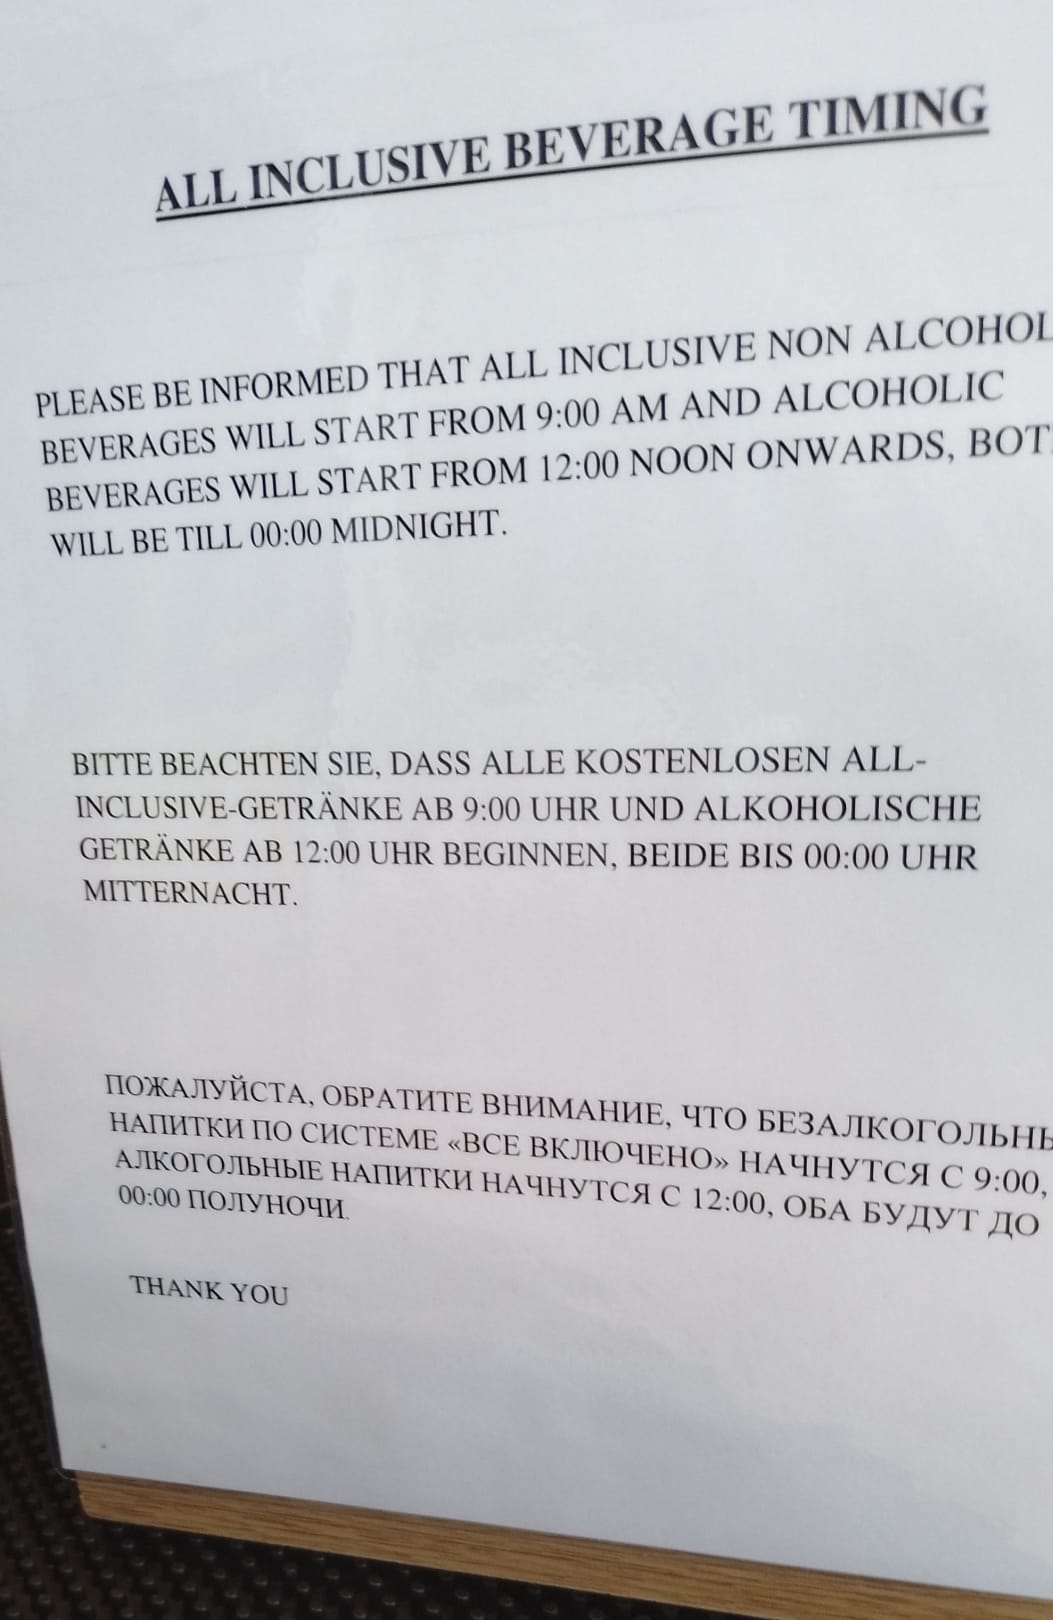 ALL INCLUSIVE BEVERAGE TIMING
PLEASE BE INFORMED THAT ALL INCLUSIVE NON ALCOHOL
BEVERAGES WILL START FROM 9:00 AM AND ALCOHOLIC
BEVERAGES WILL START FROM 12:00 NOON ONWARDS, BOT
WILL BE TILL 00:00 MIDNIGHT.
BITTE BEACHTEN SIE, DASS ALLE KOSTENLOSEN ALL-
INCLUSIVE-GETRÄNKE AB 9:00 UHR UND ALKOHOLISCHE
GETRÄNKE AB 12:00 UHR BEGINNEN, BEIDE BIS 00:00 UHR
MITTERNACHT.
ПОЖАЛУЙСТА, ОБРАТИТЕ ВНИМАНИЕ, ЧТО БЕЗАЛКОГОЛЬНЬ
НАПИТКИ ПО СИСТЕМЕ «ВСЕ ВКЛЮЧЕНО» НАЧНУТСЯ С 9:00,
АЛКОГОЛЬНЫЕ НАПИТКИ НАЧНУТСЯ С 12:00, ОБА БУДУТ ДО
00:00 ПОЛУНОЧИ.
THANK YOU